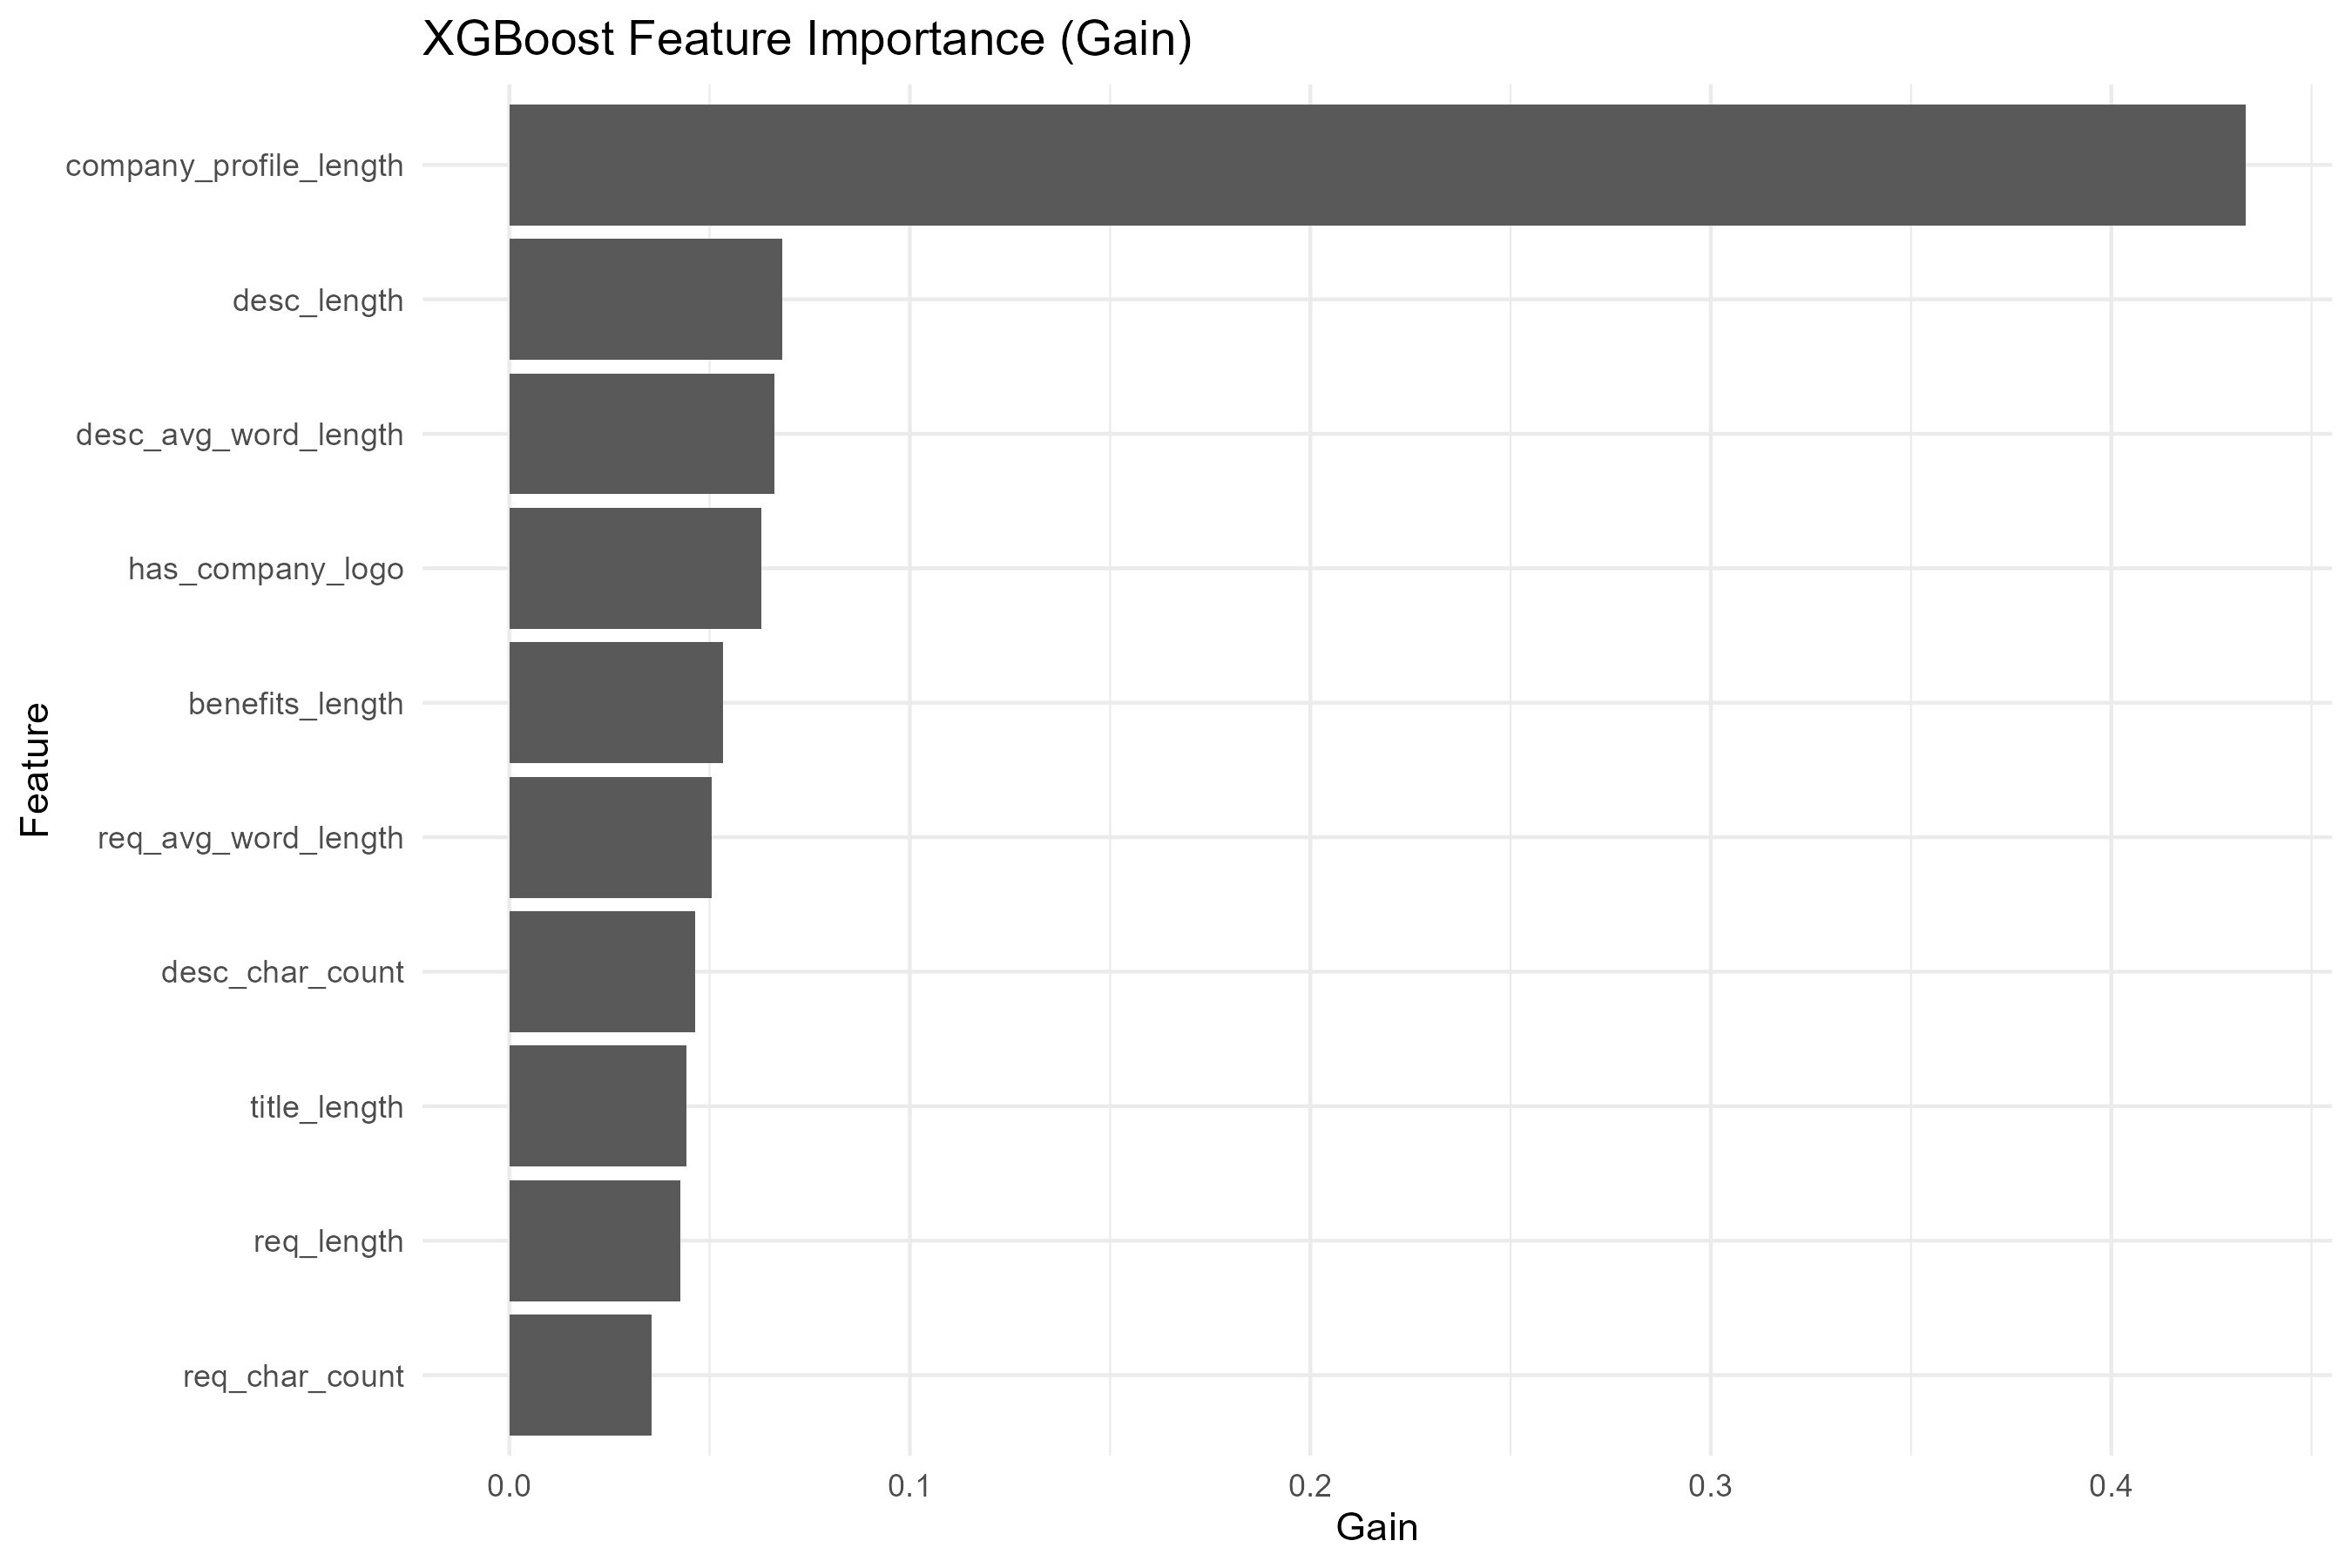 XGBoost Feature Importance (Gain)
Feature
company_profile_length
desc_length
desc_avg_word_length
has_company_logo
benefits_length
req_avg_word_length
desc_char_count
title_length
req_length
req_char_count
0.0 0.1 0.2 0.3 0.4
Gain